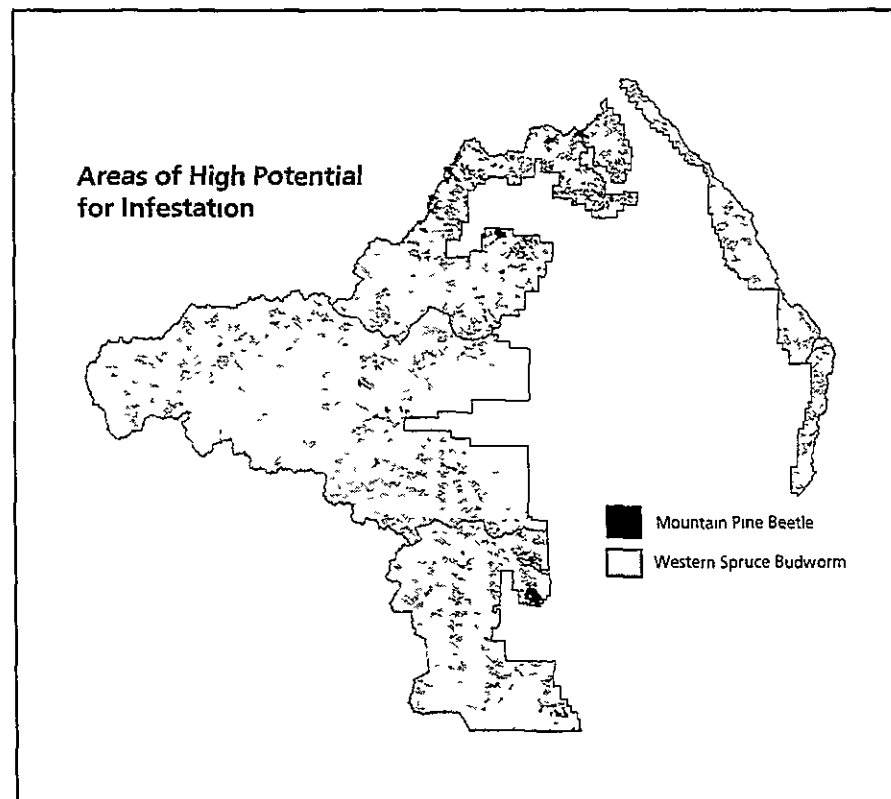 Areas of High Potential
for Infestation
Mountain Pine Beetle
Western Spruce Budworm